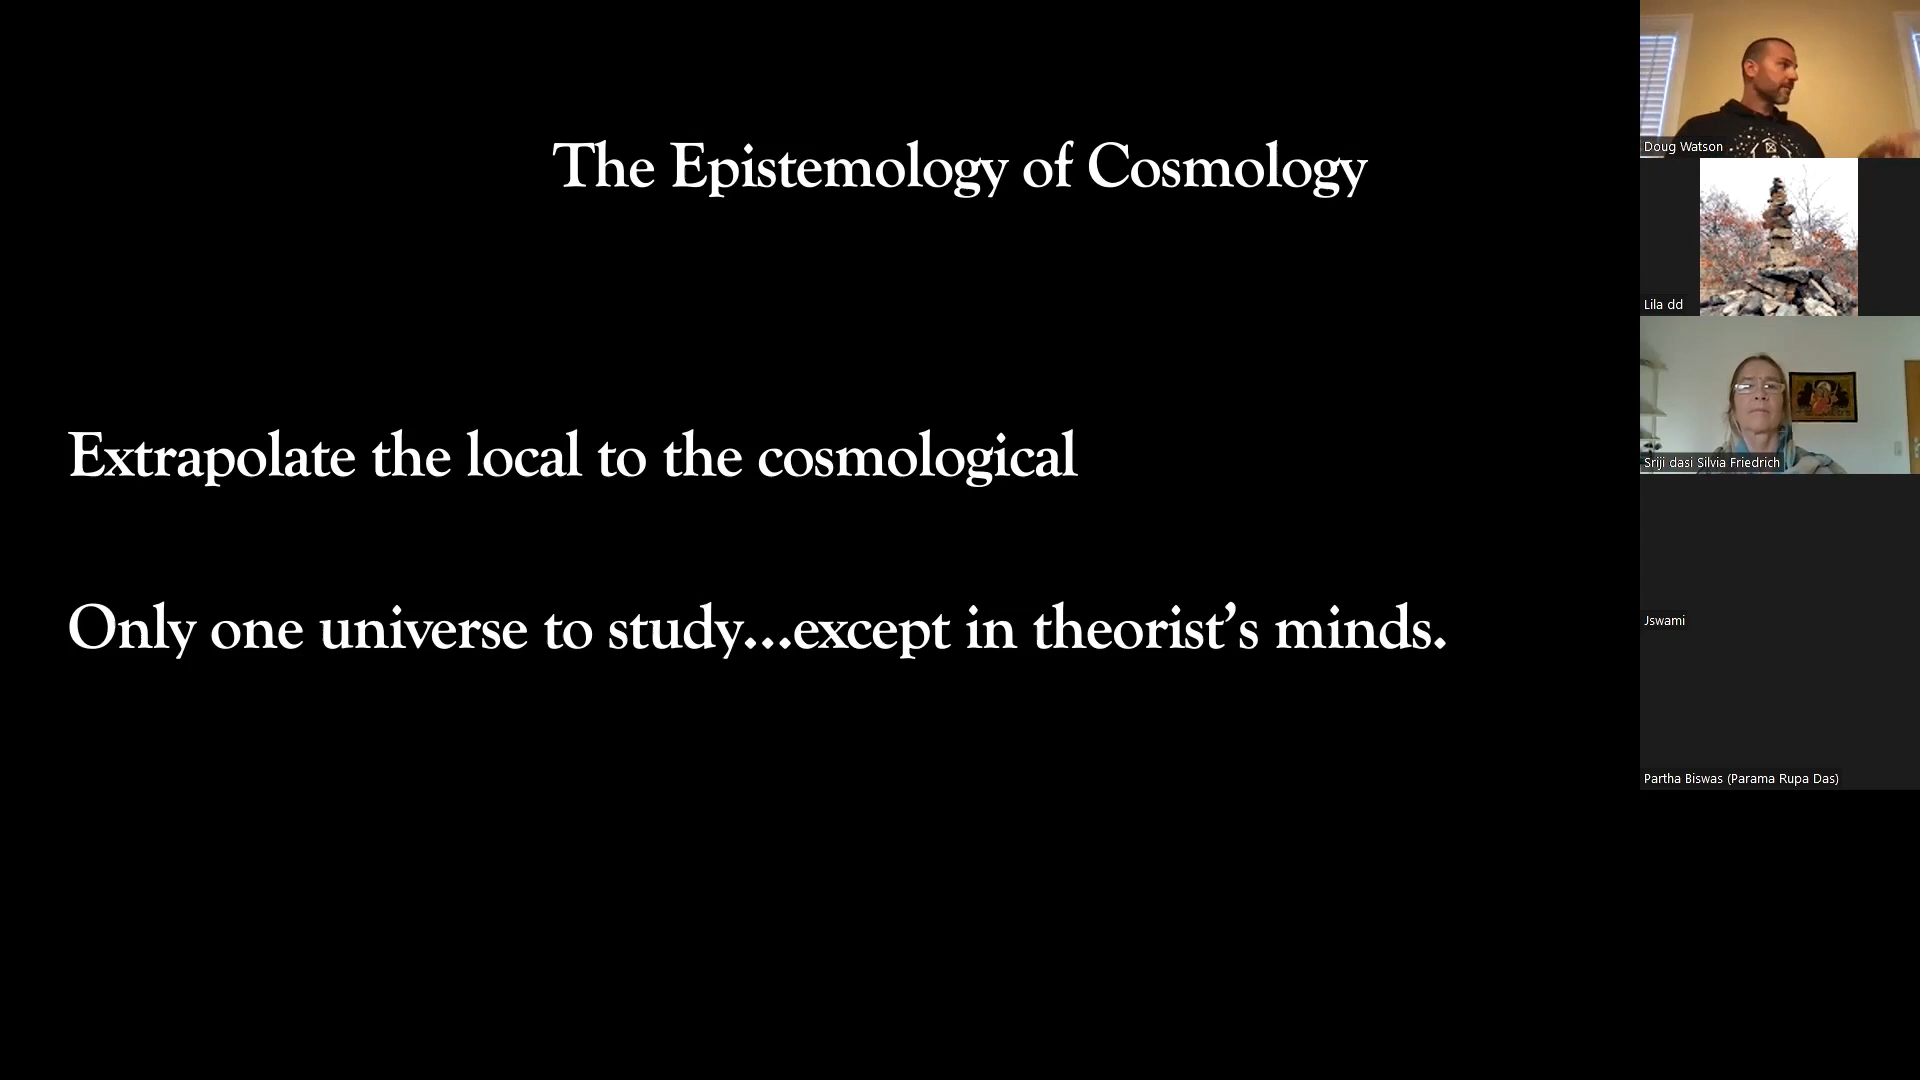 The Epistemology of Cosmology
Extrapolate the local to the cosmological
Only one universe to study...except in theorist’s minds.
Doug Watson
Lila dd
Sriji dasi Silvia Friedrich
Jswami
Partha Biswas (Parama Rupa Das)